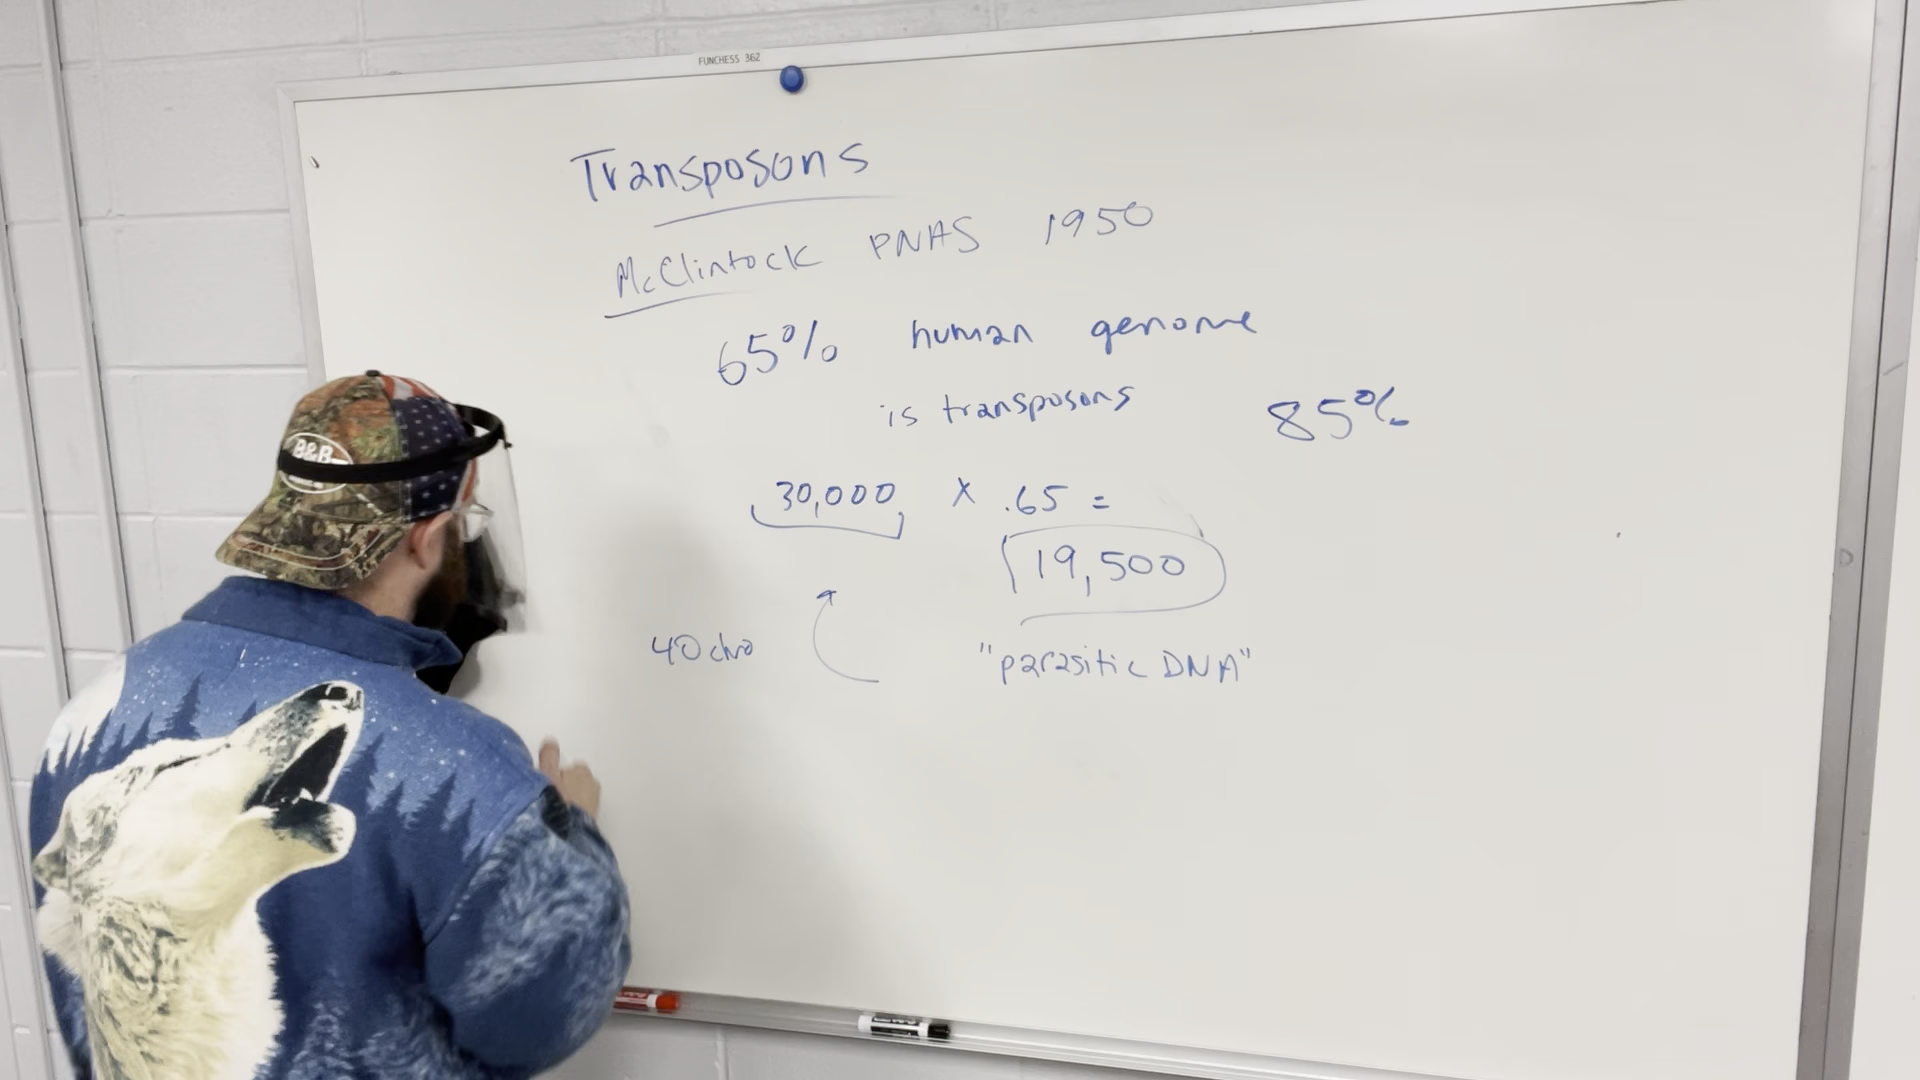 FUNCHESS 362
Transposons
McClintock PNAS 1950
65% human genome
is transposons 85%
30,000 x .65 =
19,500
40 chro
"parasitic DNA"
B&B